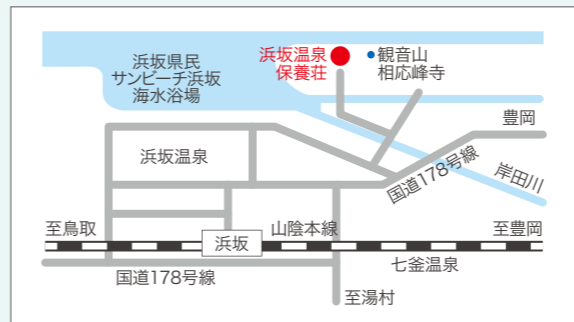 浜坂県民
サンビーチ浜坂
海水浴場
浜坂温泉
保養荘
観音山
相応峰寺
豊岡
浜坂温泉
国道178号線
岸田川
至鳥取
浜坂
山陰本線
至豊岡
国道178号線
七釜温泉
至湯村